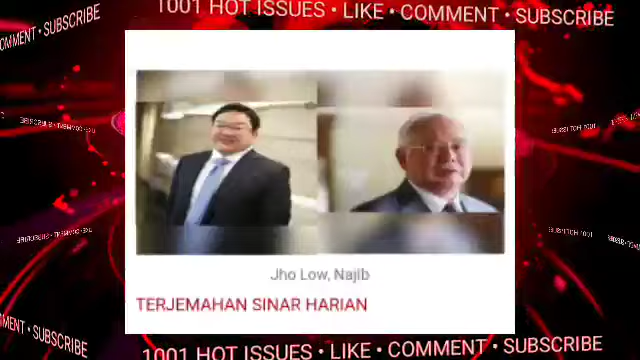 1001 HOT ISSUES • LIKE • COMMENT • SUBSCRIBE
COMMENT • SUBSCRIBE
Jho Low, Najib
TERJEMAHAN SINAR HARIAN
MENT • SUBSCRIBE
1001 HOT ISSUES • LIKE • COMMENT • SUBSCRIBE